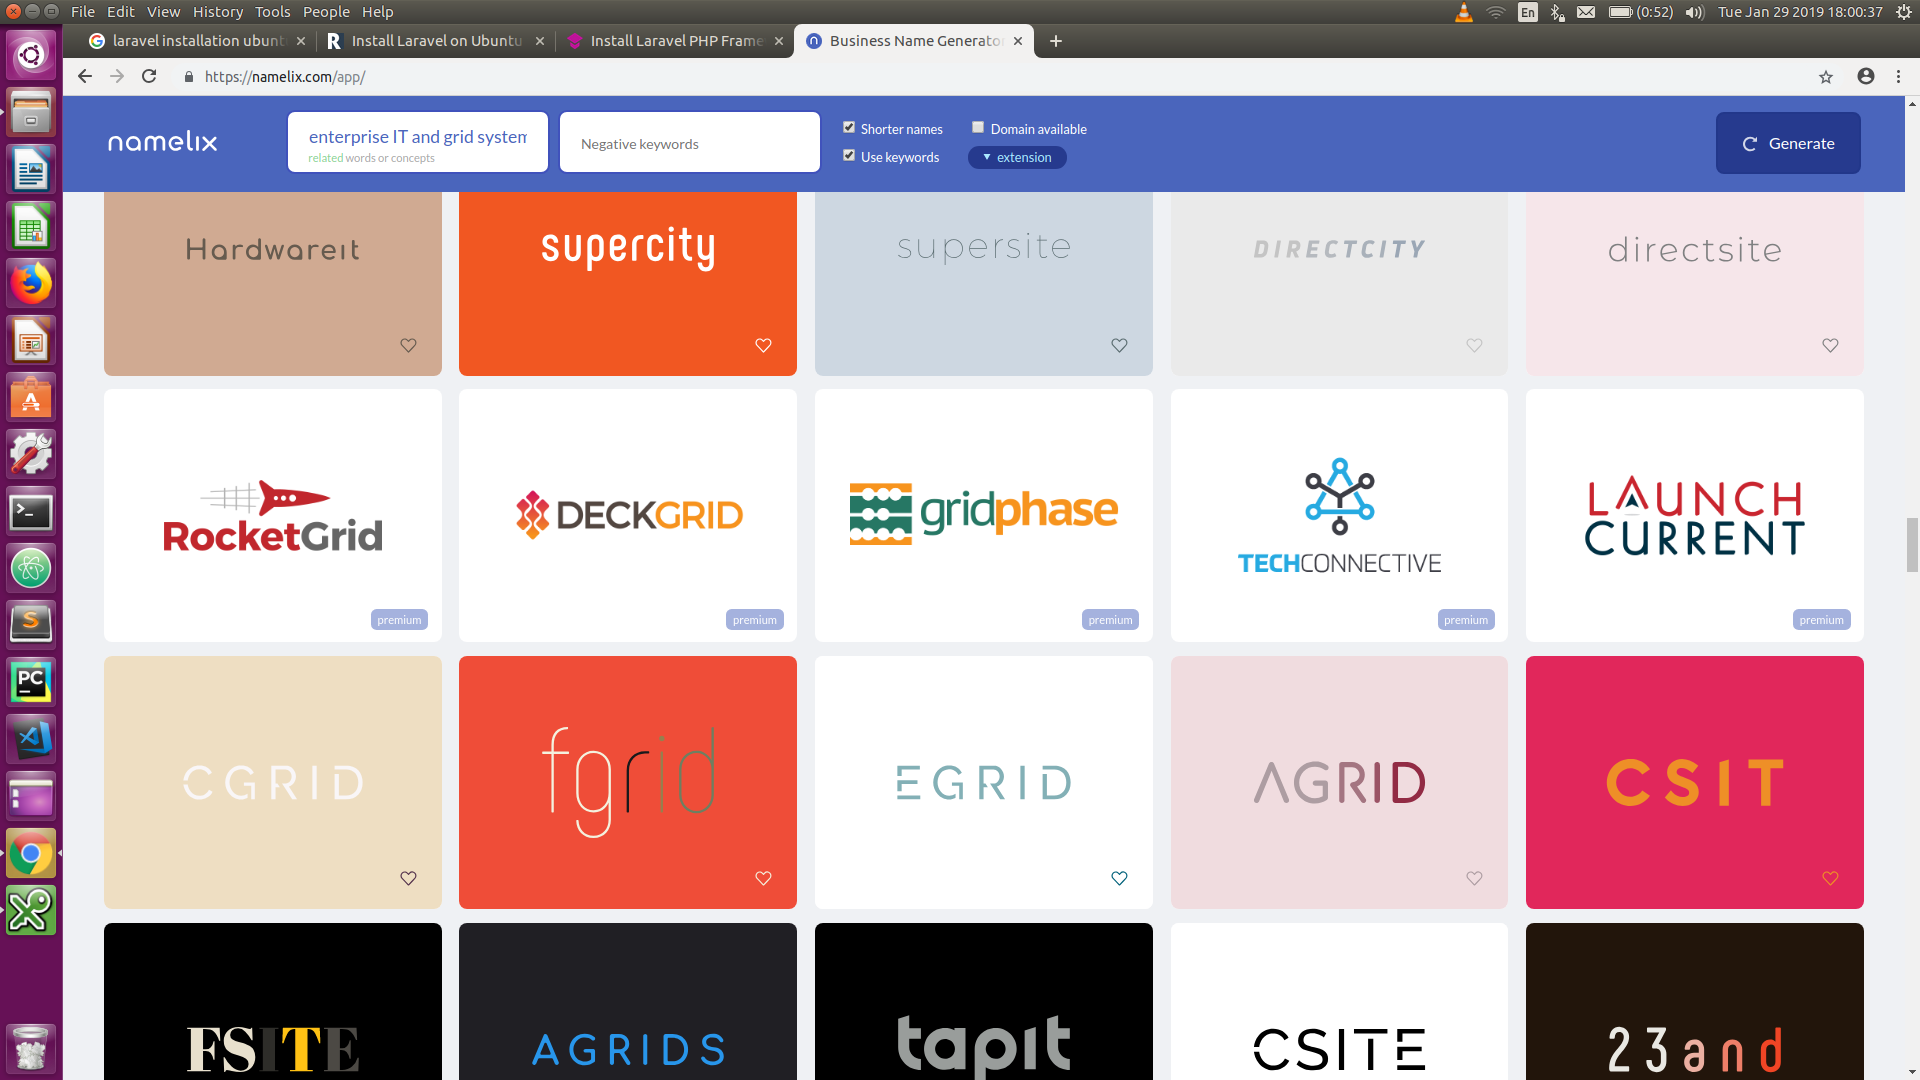 File Edit View History Tools People Help
En
(0:52)
Tue Jan 29 2019 18:00:37
laravel installation ubunt
Install Laravel on Ubuntu
Install Laravel PHP Frame
Business Name Generato
https://namelix.com/app/
namelix
enterprise IT and grid system
related words or concepts
Negative keywords
Shorter names
Domain available
Use keywords
extension
Generate
Hardwareit
supercity
supersite
DIRECTCITY
directsite
RocketGrid
premium
DECKGRID
premium
gridphase
premium
TECHCONNECTIVE
premium
LAUNCH
CURRENT
premium
CGRID
fgrid
EGRID
AGRID
CSIT
FSITE
AGRIDS
tapit
CSITE
23and
PC